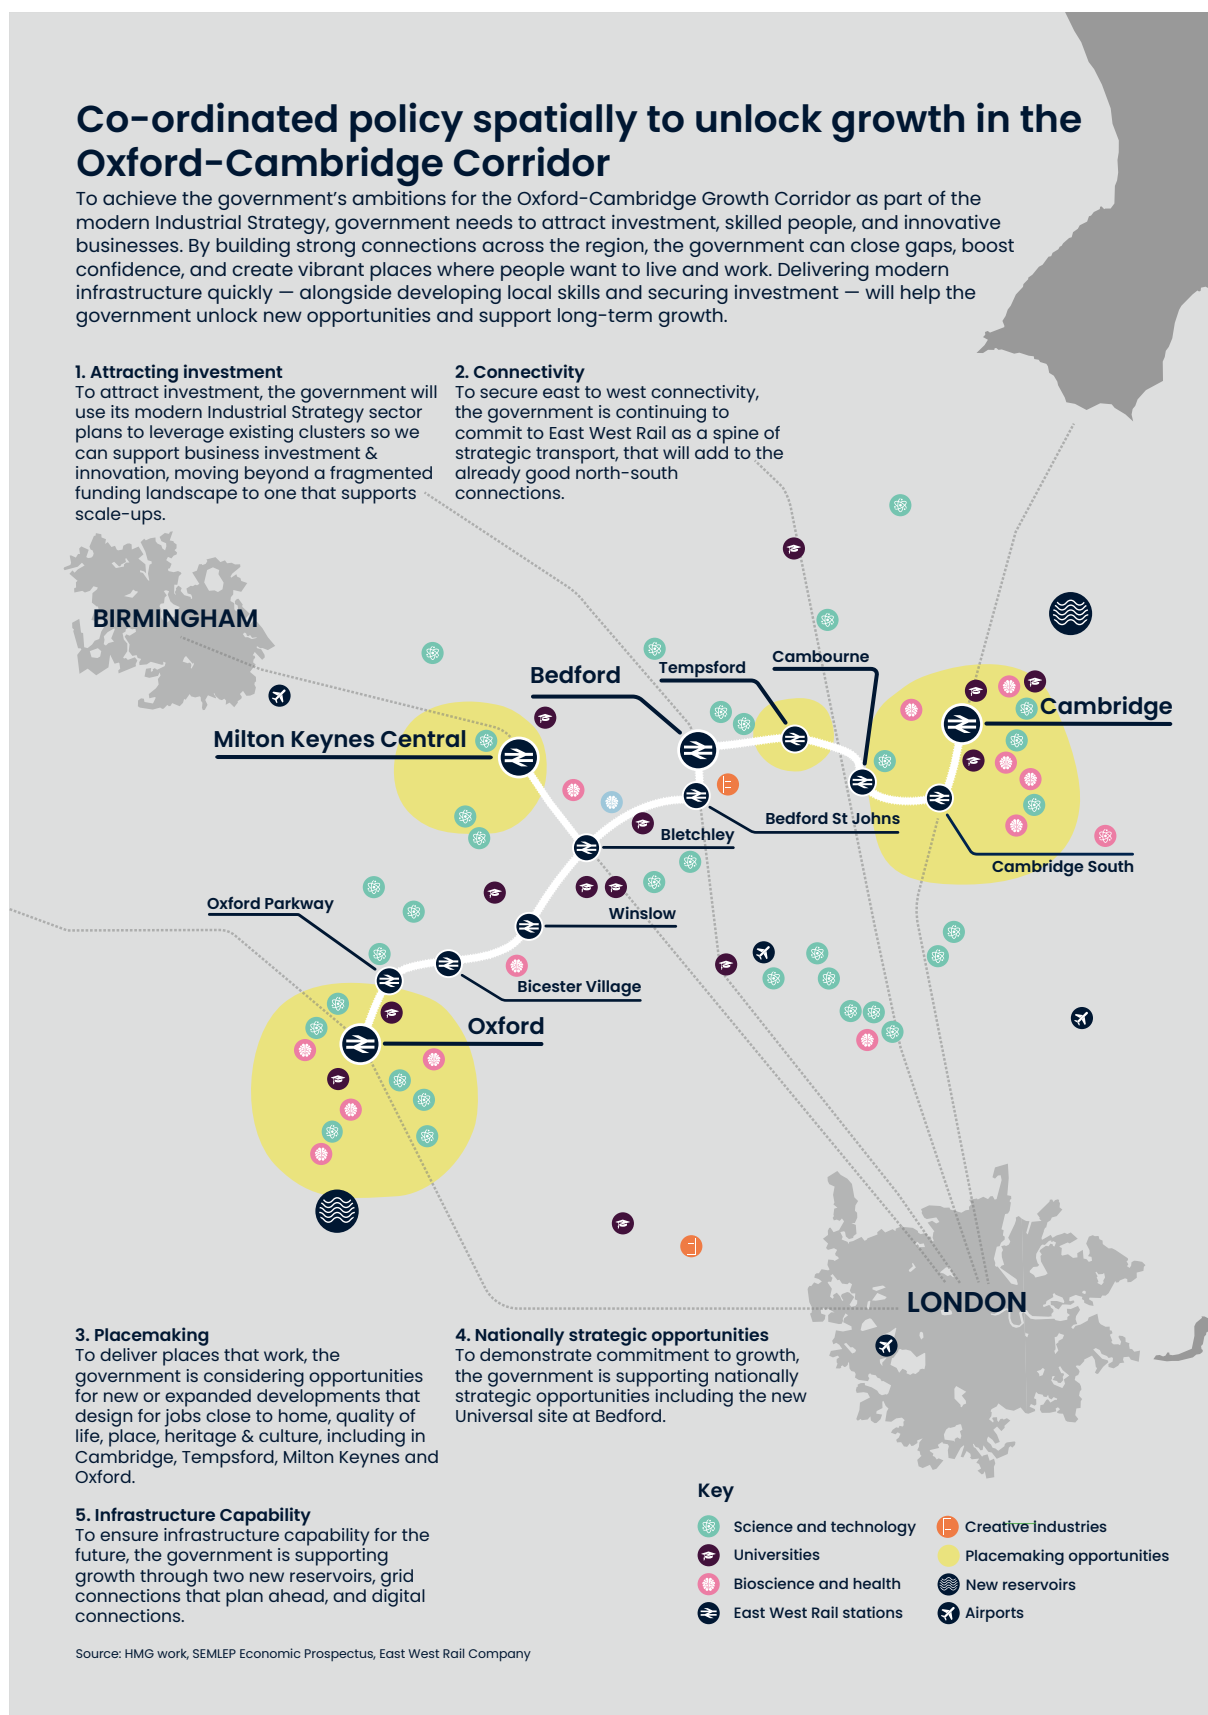 Co-ordinated policy spatially to unlock growth in the
Oxford-Cambridge Corridor
To achieve the government’s ambitions for the Oxford-Cambridge Growth Corridor as part of the
modern Industrial Strategy, government needs to attract investment, skilled people, and innovative
businesses. By building strong connections across the region, the government can close gaps, boost
confidence, and create vibrant places where people want to live and work. Delivering modern
infrastructure quickly — alongside developing local skills and securing investment — will help the
government unlock new opportunities and support long-term growth.
1. Attracting investment
To attract investment, the government will
use its modern Industrial Strategy sector
plans to leverage existing clusters so we
can support business investment &
innovation, moving beyond a fragmented
funding landscape to one that supports
scale-ups.
2. Connectivity
To secure east to west connectivity,
the government is continuing to
commit to East West Rail as a spine of
strategic transport, that will add to the
already good north-south
connections.
BIRMINGHAM
Bedford
Tempsford
Cambourne
Cambridge
Milton Keynes Central
Bedford St Johns
Bletchley
Cambridge South
Oxford Parkway
Winslow
Bicester Village
Oxford
LONDON
3. Placemaking
To deliver places that work, the
government is considering opportunities
for new or expanded developments that
design for jobs close to home, quality of
life, place, heritage & culture, including in
Cambridge, Tempsford, Milton Keynes and
Oxford.
4. Nationally strategic opportunities
To demonstrate commitment to growth,
the government is supporting nationally
strategic opportunities including the new
Universal site at Bedford.
5. Infrastructure Capability
To ensure infrastructure capability for the
future, the government is supporting
growth through two new reservoirs, grid
connections that plan ahead, and digital
connections.
Key
Science and technology
Universities
Bioscience and health
East West Rail stations
Creative industries
Placemaking opportunities
New reservoirs
Airports
Source: HMG work, SEMLEP Economic Prospectus, East West Rail Company